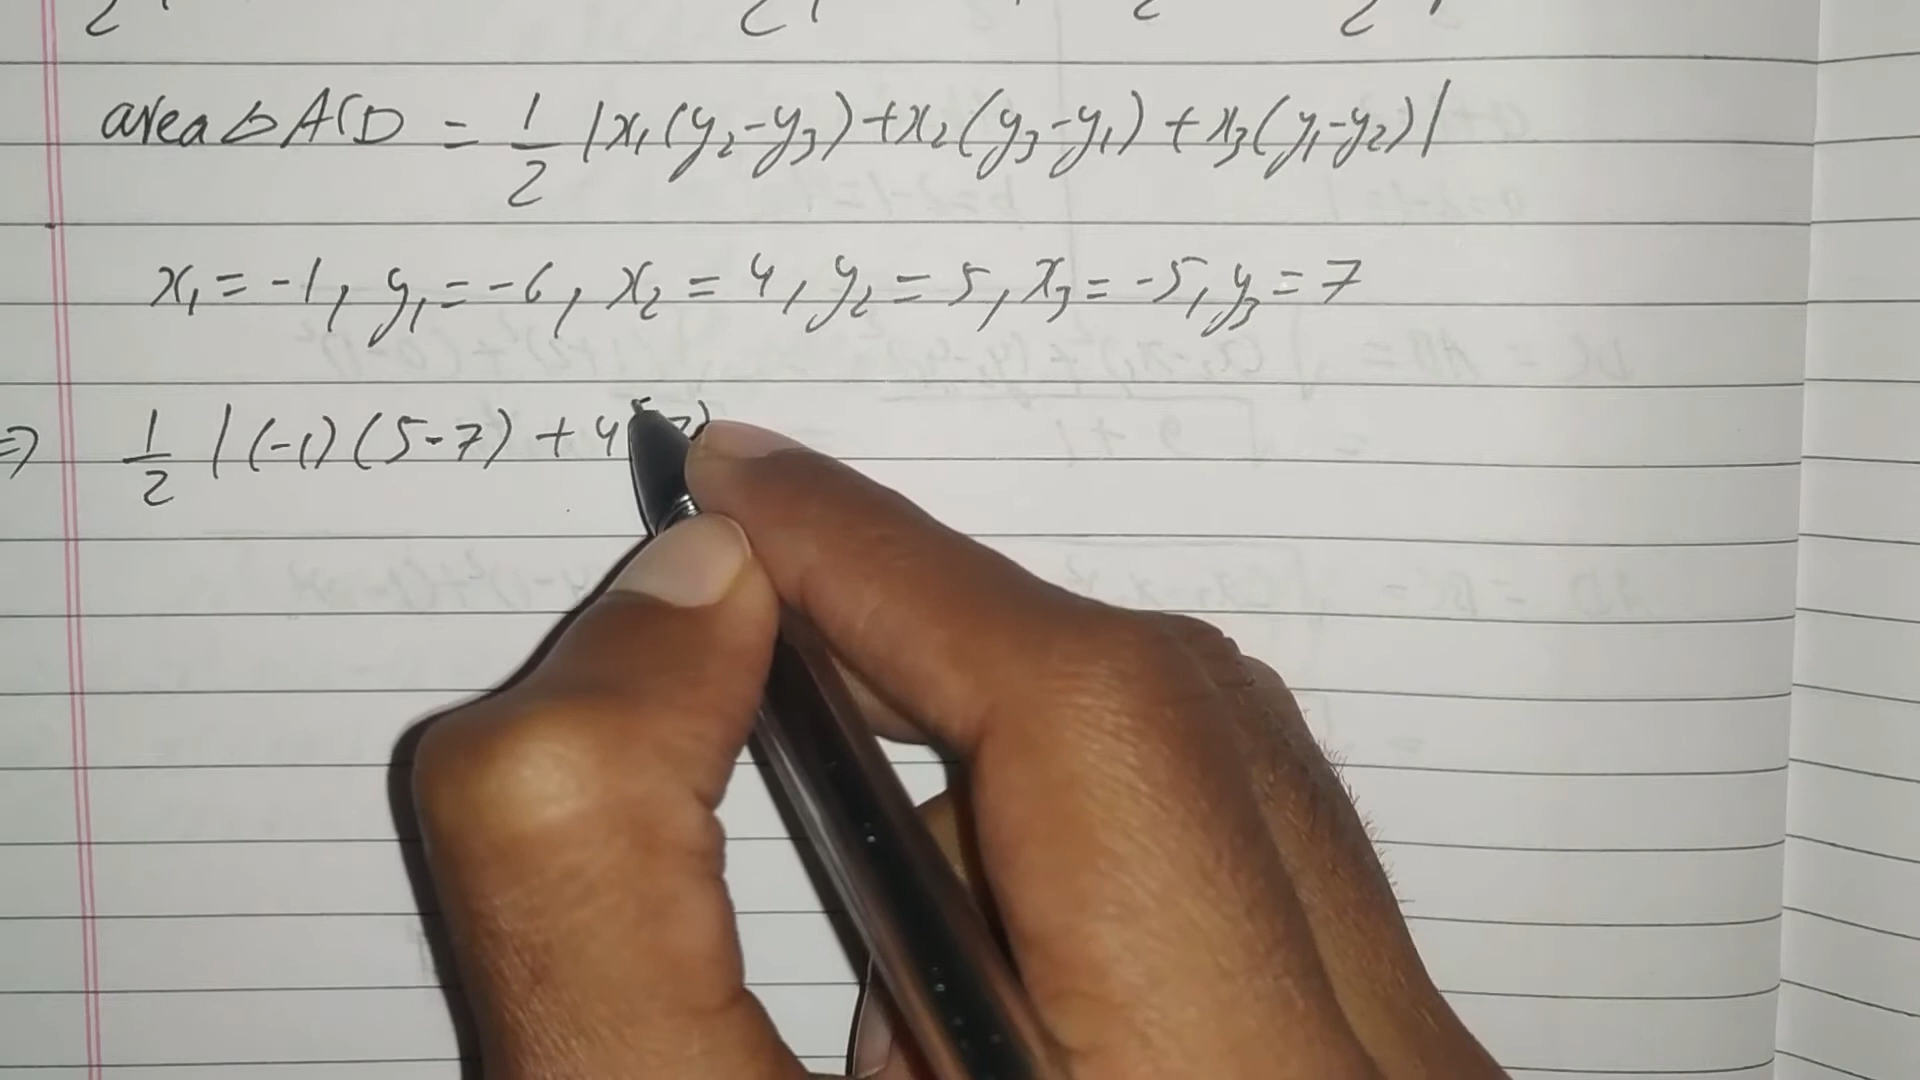 area △ ACD = 1/2 |x₁(y₂-y₃)+x₂(y₃-y₁)+x₃(y₁-y₂)|
x₁ = -1, y₁ = -6, x₂ = 4, y₂ = 5, x₃ = -5, y₃ = 7
⇒ 1/2 |(-1)(5-7) + 4